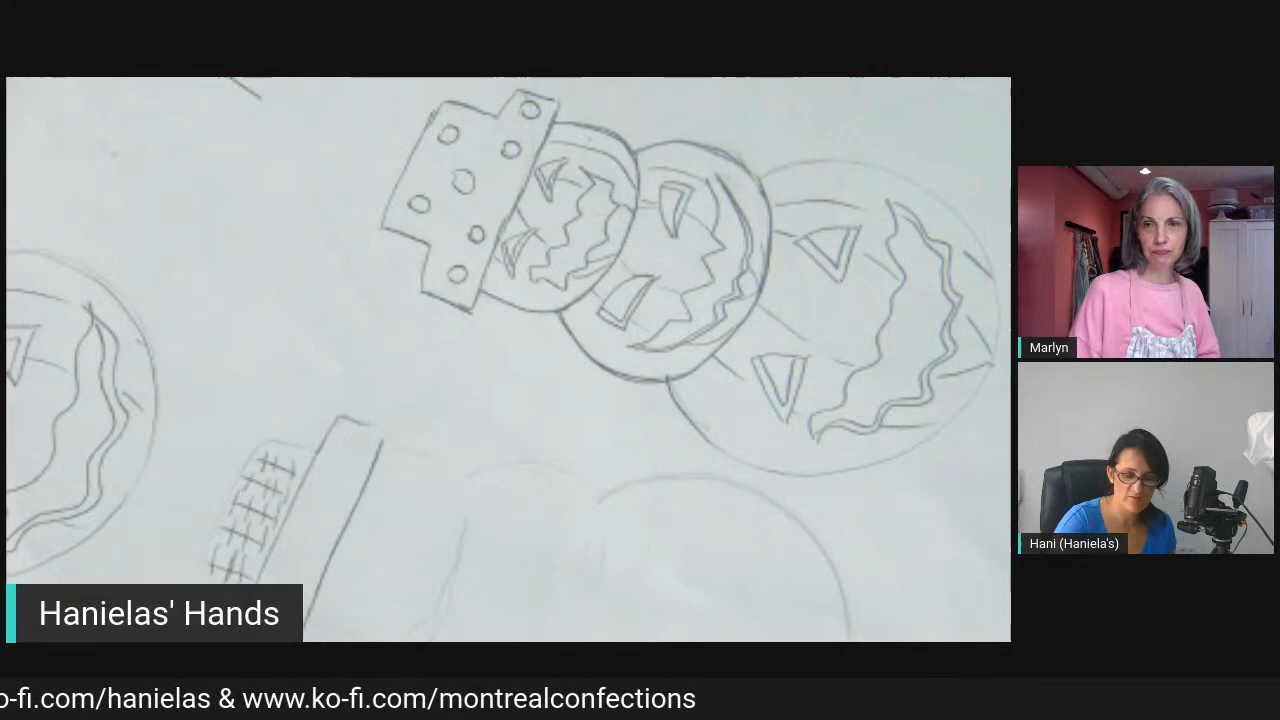 Marlyn
Hani (Haniela's)
Hanielas' Hands
o-fi.com/hanielas & www.ko-fi.com/montrealconfections